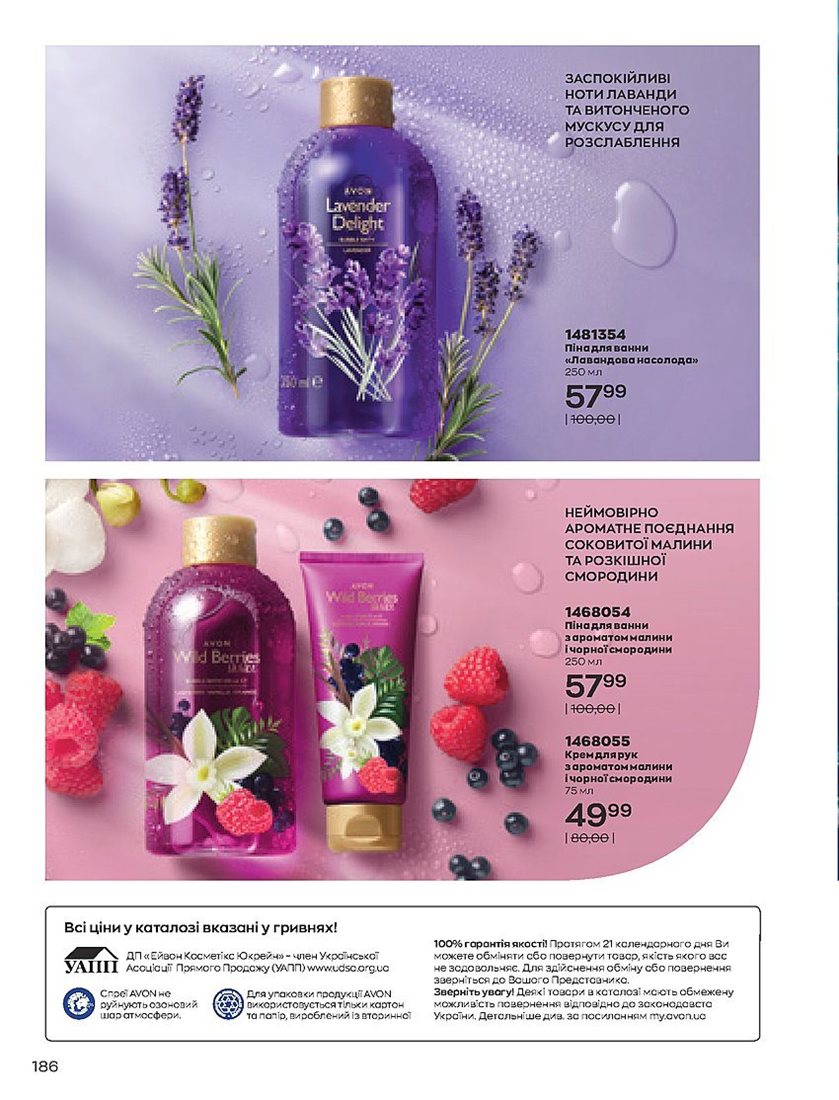 ЗАСПОКІЙЛИВІ
НОТИ ЛАВАНДИ
ТА ВИТОНЧЕНОГО
МУСКУСУ ДЛЯ
РОЗСЛАБЛЕННЯ
AVON
Lavender
Delight
BUBBLE BATH
LAVENDER
250 ml e
1481354
Піна для ванни
«Лавандова насолода»
250 мл
57 99
|100,00|
НЕЙМОВІРНО
АРОМАТНЕ ПОЄДНАННЯ
СОКОВИТОЇ МАЛИНИ
ТА РОЗКІШНОЇ
СМОРОДИНИ
AVON
Wild Berries
AVON
Wild Berries
1468054
Піна для ванни
з ароматом малини
і чорної смородини
250 мл
57 99
|100,00|
1468055
Крем для рук
з ароматом малини
і чорної смородини
75 мл
49 99
|80,00|
Всі ціни у каталозі вказані у гривнях!
УАПП
ДП «Ейвон Косметікс Юкрейн» – член Української
Асоціації Прямого Продажу (УАПП) www.udsa.org.ua
Спреї AVON не
руйнують озоновий
шар атмосфери.
Для упаковки продукції AVON
використовується тільки картон
та папір, вироблений із вторинної
100% гарантія якості! Протягом 21 календарного дня Ви
можете обміняти або повернути товар, якість якого вас
не задовольняє. Для здійснення обміну або повернення
зверніться до Вашого Представника.
Зверніть увагу! Деякі товари в каталозі мають обмежену
можливість повернення відповідно до законодавста
України. Детальніше див. за посиланням my.avon.ua
186